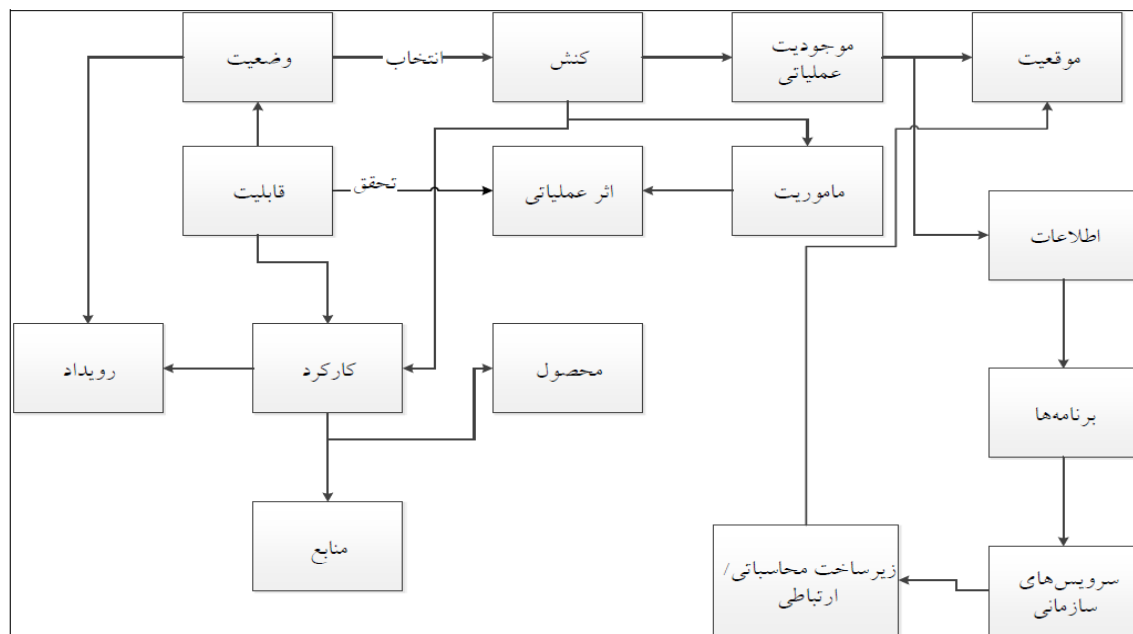 موقعیت
موجودیت
عملیاتی
کنش
انتخاب
وضعیت
ماموریت
اثر عملیاتی
تحقق
قابلیت
اطلاعات
محصول
کارکرد
رویداد
برنامه‌ها
منابع
سرویس‌های
سازمانی
زیرساخت محاسباتی/
ارتباطی